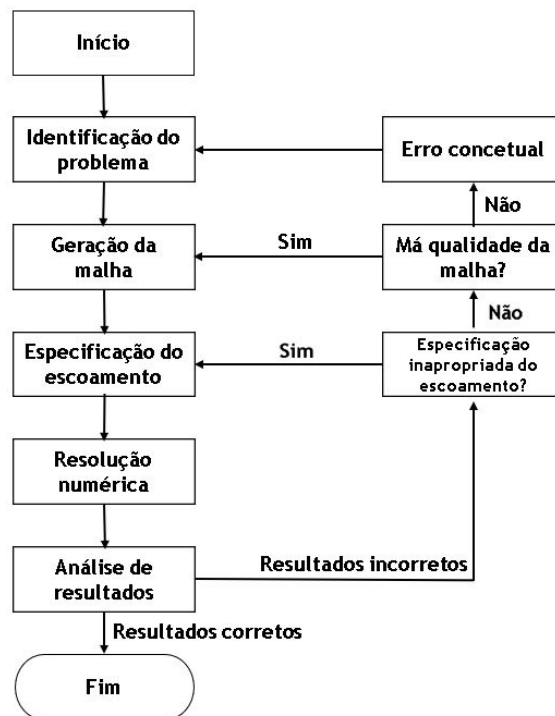 Início
Identificação do
problema
Erro concetual
Não
Geração da
malha
Sim
Má qualidade da
malha?
Não
Especificação do
escoamento
Sim
Especificação
inapropriada do
escoamento?
Resolução
numérica
Análise de
resultados
Resultados incorretos
Resultados corretos
Fim